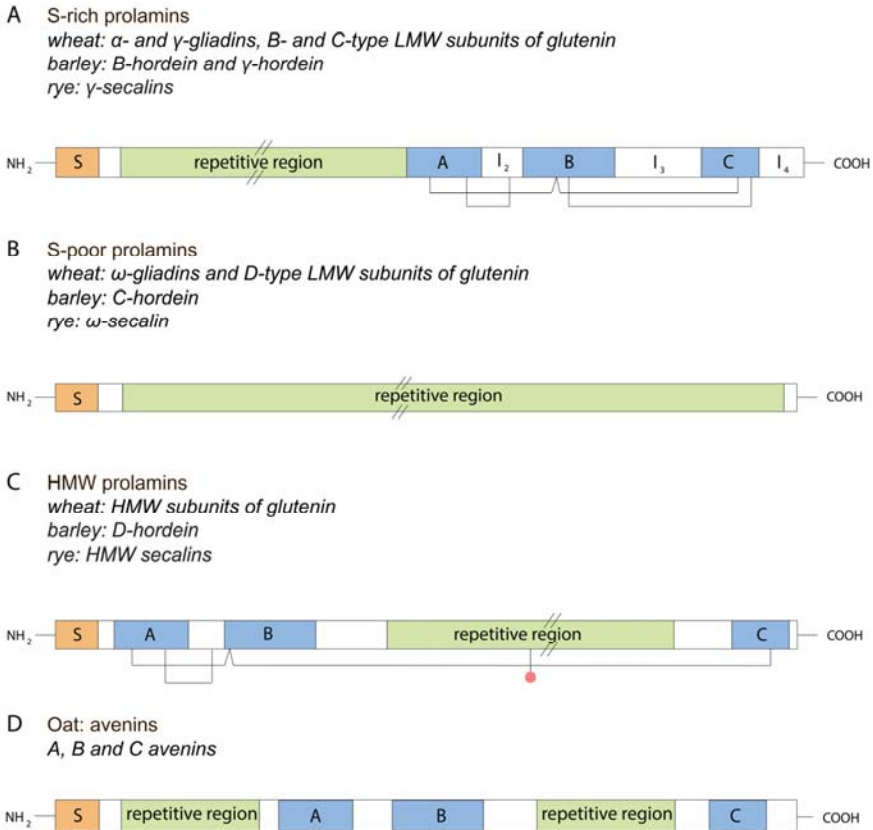 A S-rich prolamins
wheat: α- and γ-gliadins, B- and C-type LMW subunits of glutenin
barley: B-hordein and γ-hordein
rye: γ-secalins
NH2 S repetitive region A I2 B I3 C I4 COOH
B S-poor prolamins
wheat: ω-gliadins and D-type LMW subunits of glutenin
barley: C-hordein
rye: ω-secalin
NH2 S repetitive region COOH
C HMW prolamins
wheat: HMW subunits of glutenin
barley: D-hordein
rye: HMW secalins
NH2 S A B repetitive region C COOH
D Oat: avenins
A, B and C avenins
NH2 S repetitive region A B repetitive region C COOH